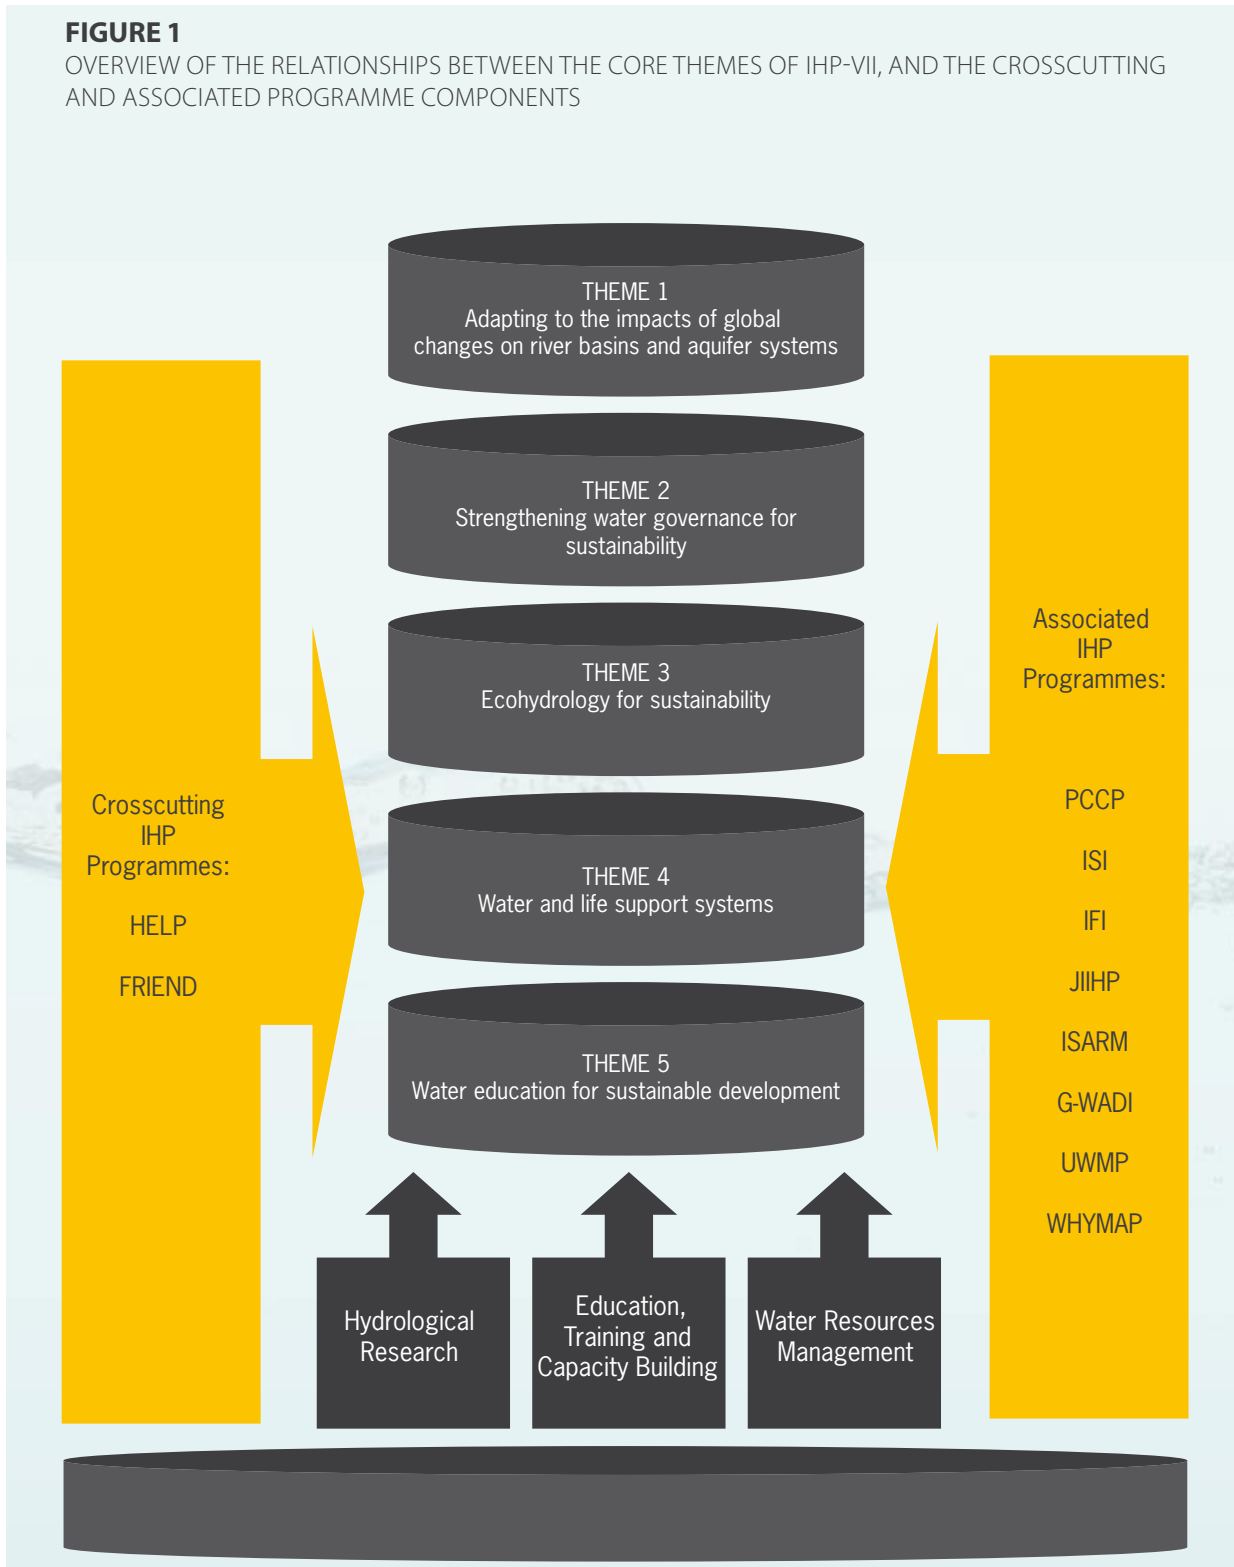 FIGURE 1
OVERVIEW OF THE RELATIONSHIPS BETWEEN THE CORE THEMES OF IHP-VII, AND THE CROSSCUTTING
AND ASSOCIATED PROGRAMME COMPONENTS
THEME 1
Adapting to the impacts of global
changes on river basins and aquifer systems
THEME 2
Strengthening water governance for
sustainability
THEME 3
Ecohydrology for sustainability
THEME 4
Water and life support systems
THEME 5
Water education for sustainable development
Crosscutting
IHP
Programmes:
HELP
FRIEND
Associated
IHP
Programmes:
PCCP
ISI
IFI
JIIHP
ISARM
G-WADI
UWMP
WHYMAP
Hydrological
Research
Education,
Training and
Capacity Building
Water Resources
Management